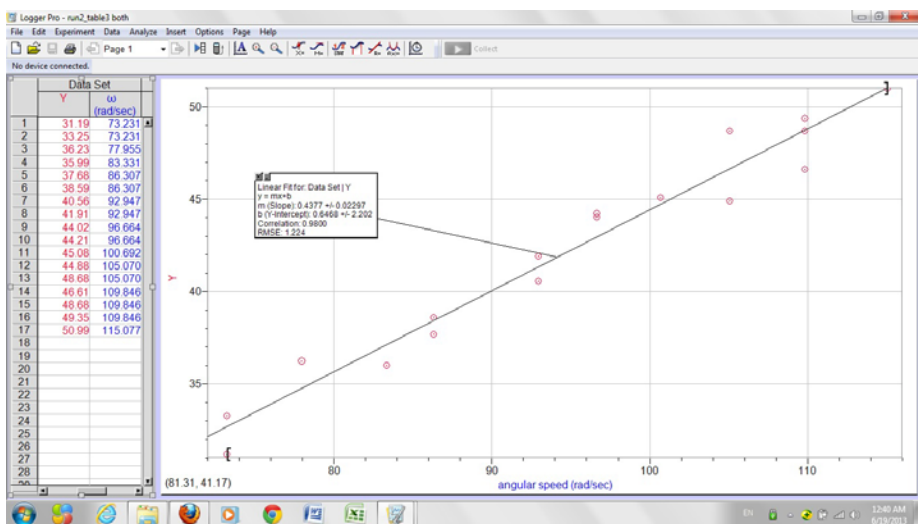 Logger Pro - run2_table3 both
File Edit Experiment Data Analyze Insert Options Page Help
Page 1
Collect
No device connected.
Data Set
Y ω
(rad/sec)
1 31.19 73.231
2 33.25 73.231
3 36.23 77.955
4 35.99 83.331
5 37.68 86.307
6 38.59 86.307
7 40.56 92.947
8 41.91 92.947
9 44.02 96.664
10 44.21 96.664
11 45.08 100.692
12 44.88 105.070
13 48.68 105.070
14 46.61 109.846
15 48.68 109.846
16 49.35 109.846
17 50.99 115.077
18
19
20
21
22
23
24
25
26
27
28
50
45
Linear Fit for: Data Set | Y
y = mx+b
m (Slope): 0.4377 +/- 0.02297
b (Y-Intercept): 0.6468 +/- 2.202
Correlation: 0.9800
RMSE: 1.224
Y
40
35
80 90 100 110
(81.31, 41.17)
angular speed (rad/sec)
EN
12:40 AM
6/19/2013